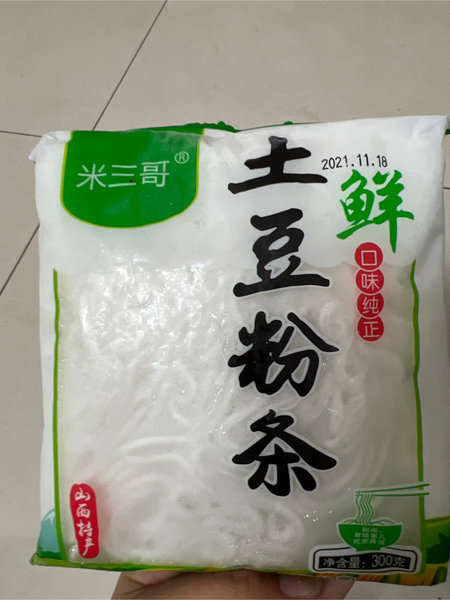 米三哥®
土豆粉条
2021.11.18
鲜
口味纯正
山西特产
净含量:300克